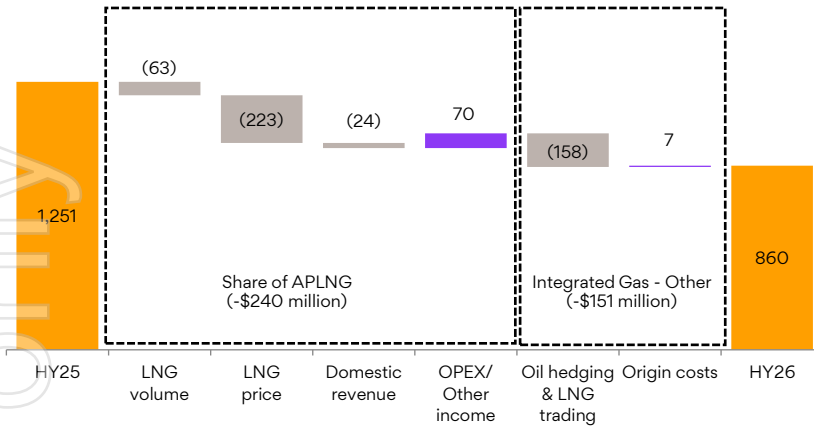 (63)
(223)
(24)
70
(158)
7
1,251
860
Share of APLNG
(-$240 million)
Integrated Gas - Other
(-$151 million)
HY25
LNG
volume
LNG
price
Domestic
revenue
OPEX/
Other
income
Oil hedging
& LNG
trading
Origin costs
HY26